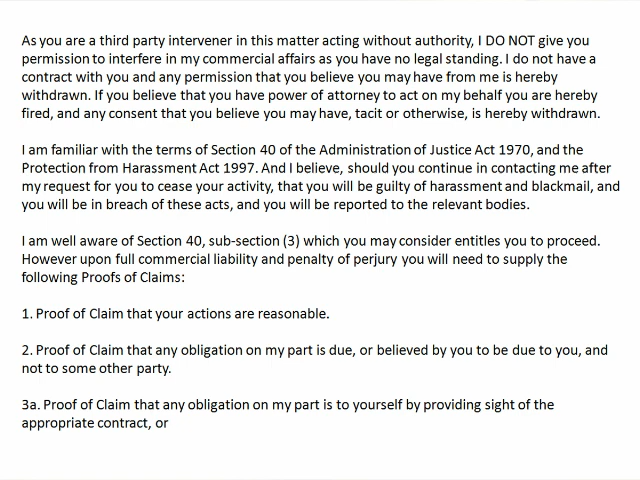 As you are a third party intervener in this matter acting without authority, I DO NOT give you
permission to interfere in my commercial affairs as you have no legal standing. I do not have a
contract with you and any permission that you believe you may have from me is hereby
withdrawn. If you believe that you have power of attorney to act on my behalf you are hereby
fired, and any consent that you believe you may have, tacit or otherwise, is hereby withdrawn.
I am familiar with the terms of Section 40 of the Administration of Justice Act 1970, and the
Protection from Harassment Act 1997. And I believe, should you continue in contacting me after
my request for you to cease your activity, that you will be guilty of harassment and blackmail, and
you will be in breach of these acts, and you will be reported to the relevant bodies.
I am well aware of Section 40, sub-section (3) which you may consider entitles you to proceed.
However upon full commercial liability and penalty of perjury you will need to supply the
following Proofs of Claims:
1. Proof of Claim that your actions are reasonable.
2. Proof of Claim that any obligation on my part is due, or believed by you to be due to you, and
not to some other party.
3a. Proof of Claim that any obligation on my part is to yourself by providing sight of the
appropriate contract, or